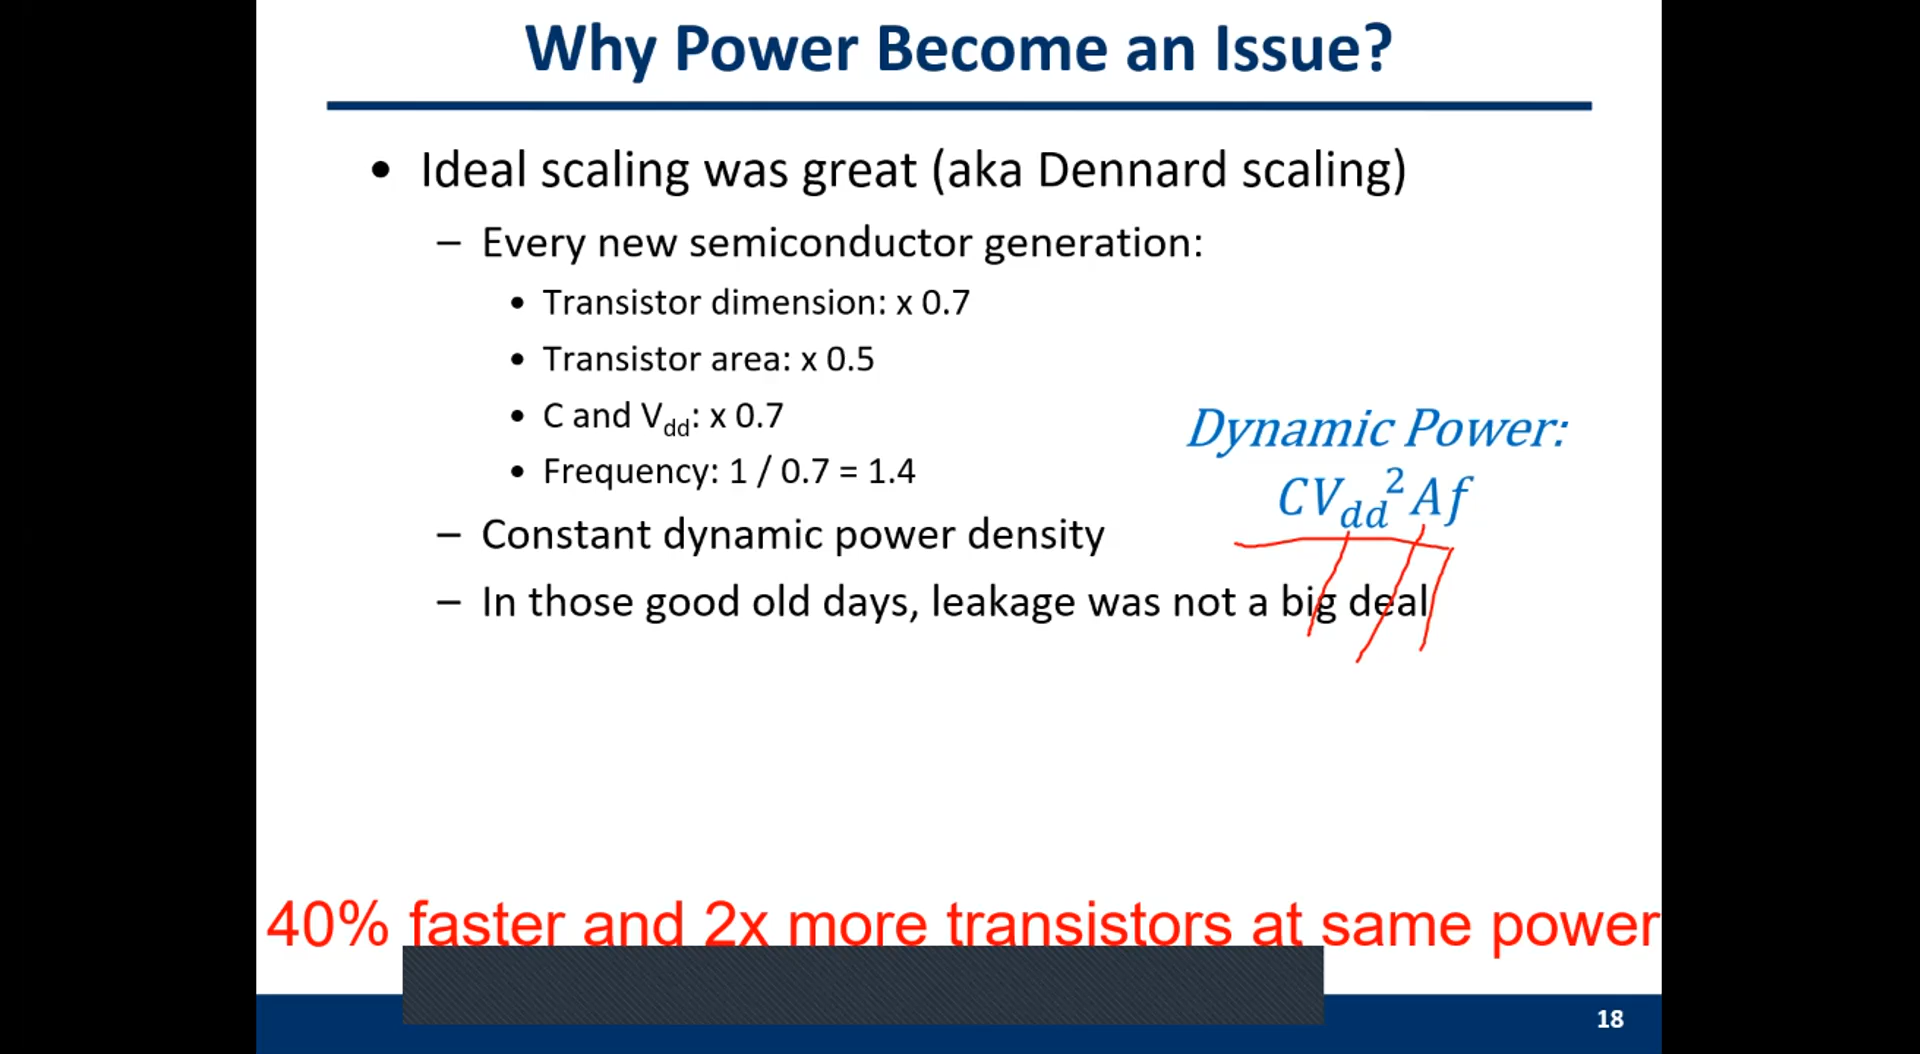 Why Power Become an Issue?
• Ideal scaling was great (aka Dennard scaling)
– Every new semiconductor generation:
• Transistor dimension: x 0.7
• Transistor area: x 0.5
• C and Vdd: x 0.7
• Frequency: 1 / 0.7 = 1.4
– Constant dynamic power density
– In those good old days, leakage was not a big deal
Dynamic Power:
CVdd²Af
40% faster and 2x more transistors at same power
18